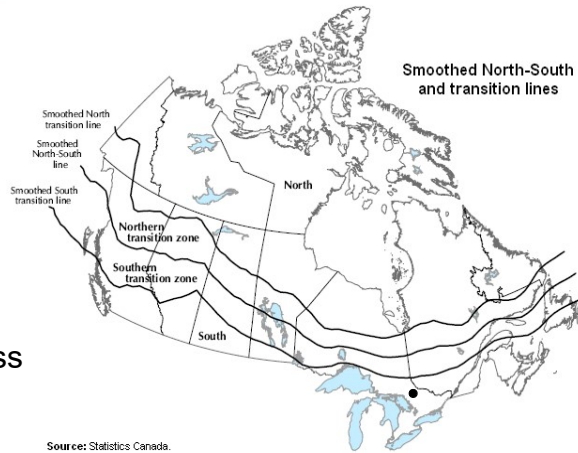 Smoothed North-South
and transition lines
Smoothed North
transition line
Smoothed
North-South
line
Smoothed South
transition line
North
Northern
transition zone
Southern
transition zone
South
ss
Source: Statistics Canada.